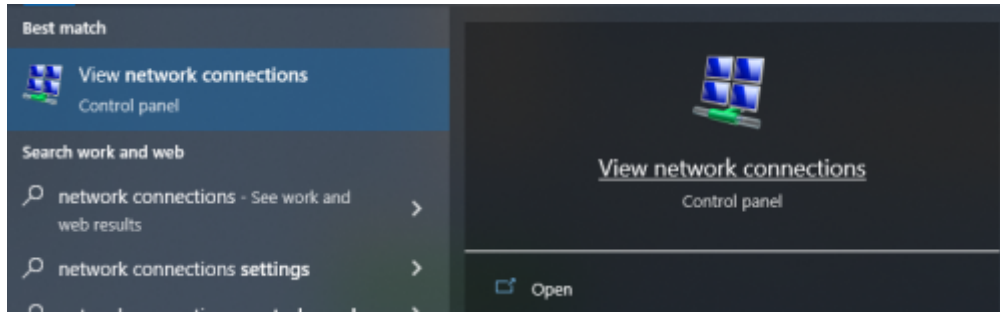 Best match
View network connections
Control panel
Search work and web
network connections - See work and
web results
network connections settings
View network connections
Control panel
Open